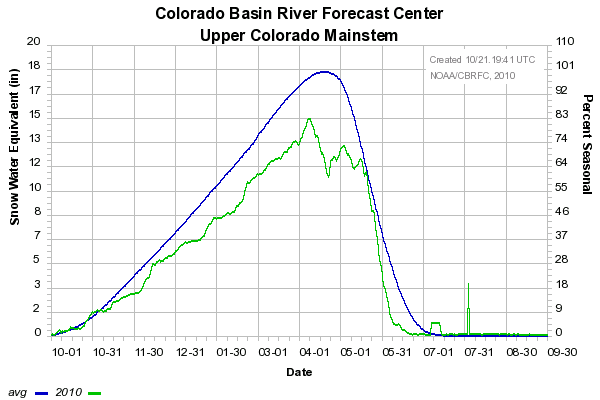 Colorado Basin River Forecast Center
Upper Colorado Mainstem
Created 10/21.19:41 UTC
NOAA/CBRFC, 2010
Snow Water Equivalent (in)
20
18
17
15
13
12
10
8
7
5
3
2
0
Percent Seasonal
110
101
92
83
74
64
55
46
37
28
18
9
0
10-01 10-31 11-30 12-31 01-30 03-01 04-01 05-01 05-31 07-01 07-31 08-30 09-30
Date
avg 2010